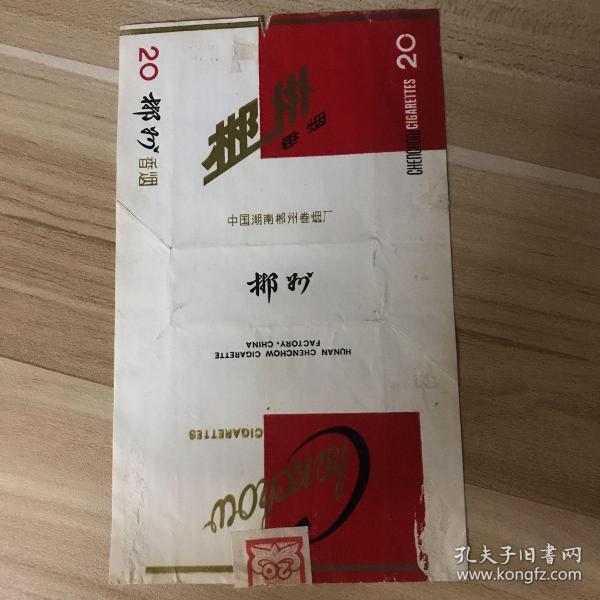 20
郴州
香烟
郴州
香烟
CHENCHOW CIGARETTES 20
中国湖南郴州卷烟厂
郴州
HUNAN CHENCHOW CIGARETTE
FACTORY, CHINA
Chenchow
CIGARETTES
20
孔夫子旧书网
www.kongfz.com